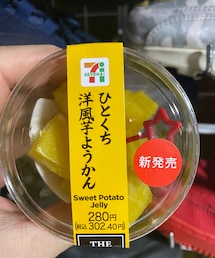 7
ELEVEN
ひとくち
洋風芋ようかん
Sweet Potato
Jelly
280円
(税込302.40円)
THE
新発売